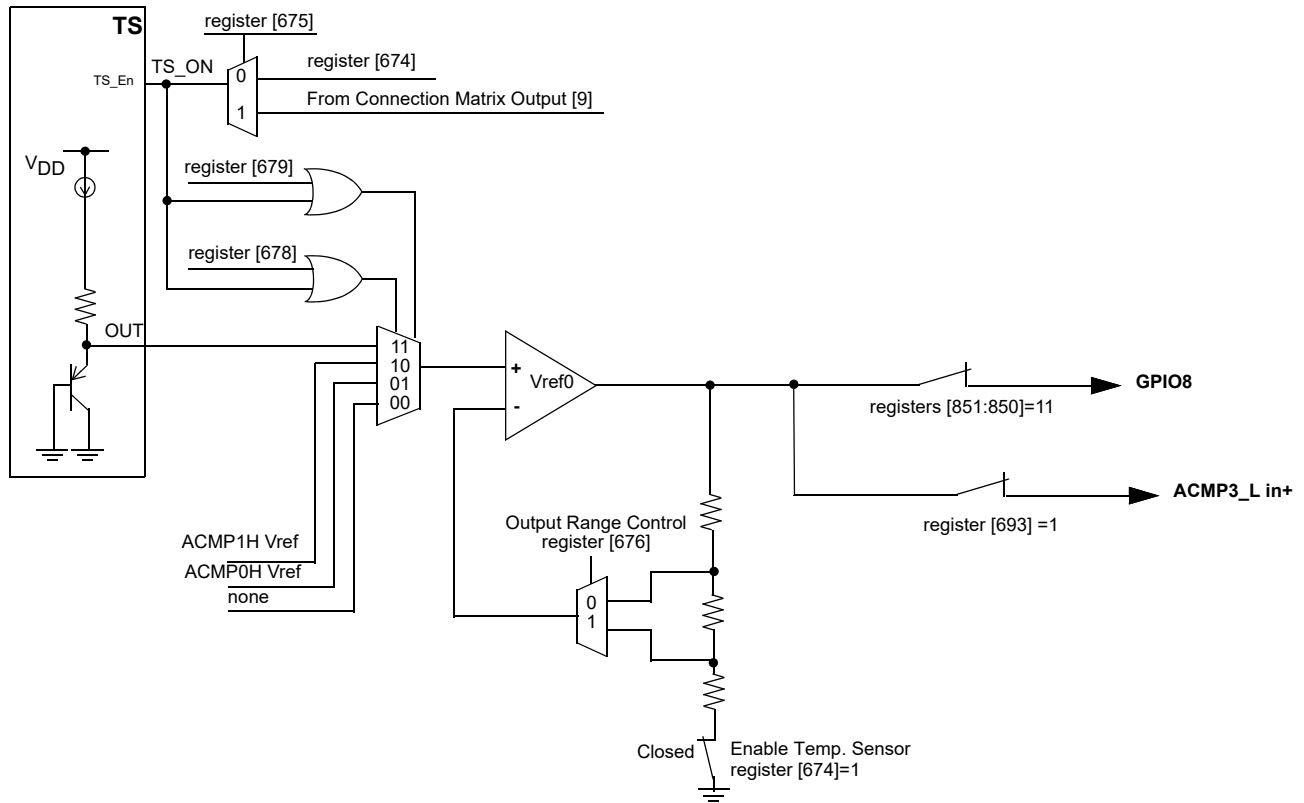 TS
register [675]
TS_ON
TS_En
0
1
register [674]
From Connection Matrix Output [9]
VDD
register [679]
register [678]
OUT
11
10
01
00
+
-
Vref0
GPIO8
registers [851:850]=11
ACMP3_L in+
register [693] =1
ACMP1H Vref
ACMP0H Vref
none
Output Range Control
register [676]
0
1
Closed
Enable Temp. Sensor
register [674]=1